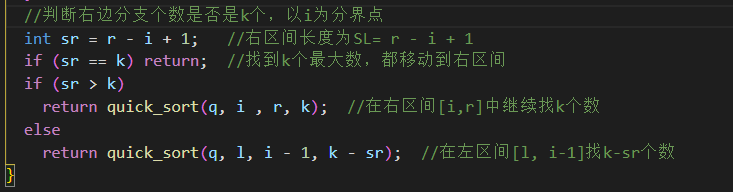 //判断右边分支个数是否是k个，以i为分界点
int sr = r - i + 1;   //右区间长度为SL= r - i + 1
if (sr == k) return;  //找到k个最大数，都移动到右区间
if (sr > k)
  return quick_sort(q, i , r, k);  //在右区间[i,r]中继续找k个数
else
  return quick_sort(q, l, i - 1, k - sr);  //在左区间[l, i-1]找k-sr个数
}